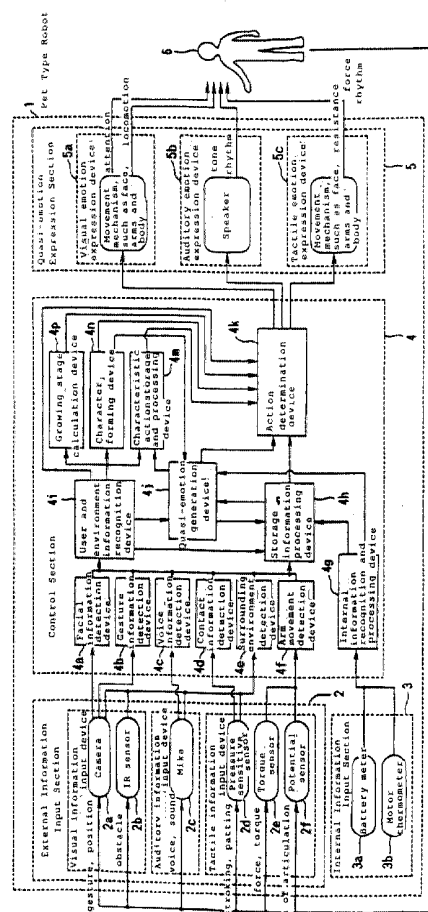 Pet Type Robot
1
External Information
Input Section
Visual information
input device
gesture, position
Camera
2a
obstacle
IR sensor
2b
Auditory information
input device
voice, sound
Mika
2c
Tactile information
input device
stroking, patting
Pressure
sensitive
sensor
2d
force, torque
Torque
sensor
2e
of articulation
Potential
sensor
2f
2
Internal Information
Input Section
3a
Battery meter
3b
Motor
thermometer
3
Control Section
4a
Facial information
detection
device
4b
Gesture
information
detection
device
4c
Voice
information
detection
device
4d
Contact
information
detection
device
4e
Surrounding
environment
detection
device
4f
Arm
movement
detection
device
4g
Internal
information
recognition and
processing device
4i
User and
environment
information
recognition
device
4j
Quasi-emotion
generation
device
4h
Storage
information
processing
device
4p
Growing stage
calculation device
4n
Character
forming device
4m
Characteristic
action storage
and processing
device
4k
Action
determination
device
4
Quasi-emotion
Expression Section
Visual emotion
expression device
5a
Movement
mechanism,
such as face,
arms and
body
attention
locomotion
Auditory emotion
expression device
5b
Speaker
tone
rhythm
Tactile emotion
expression device
5c
Movement
mechanism,
such as face,
arms and
body
resistance
force
rhythm
5
6